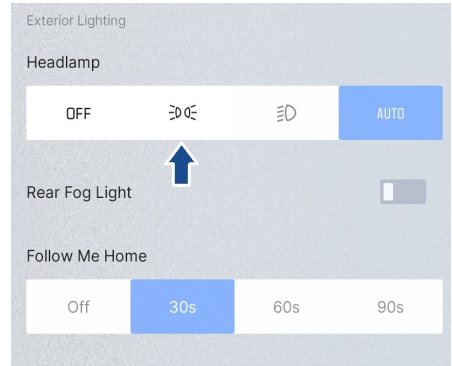 Exterior Lighting
Headlamp
OFF AUTO
Rear Fog Light
Follow Me Home
Off 30s 60s 90s